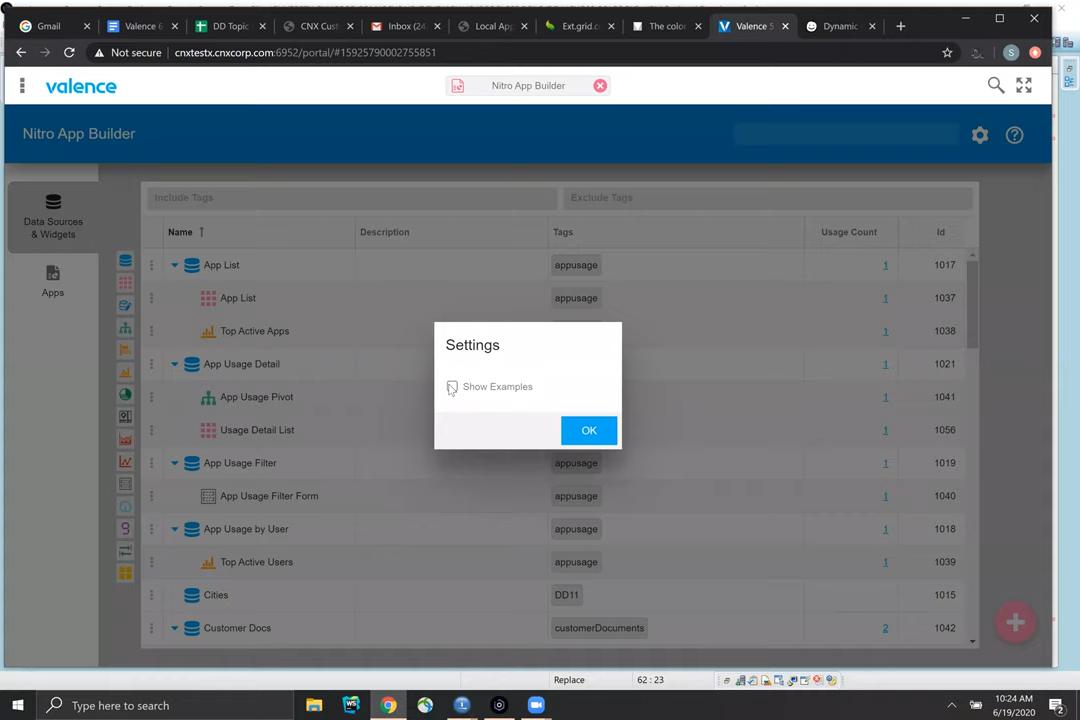 Gmail
Valence 6
DD Topic
CNX Cust
Inbox (24,
Local App
Ext.grid.c
The color
Valence 5
Dynamic
Not secure
cnxtestx.cnxcorp.com:6952/portal/#15925790002755851
S
valence
Nitro App Builder
Nitro App Builder
Data Sources
& Widgets
Apps
Include Tags
Exclude Tags
Name
Description
Tags
Usage Count
Id
App List
appusage
1
1017
App List
appusage
1
1037
Top Active Apps
1
1038
App Usage Detail
1
1021
App Usage Pivot
1
1041
Usage Detail List
1
1056
App Usage Filter
appusage
1
1019
App Usage Filter Form
appusage
1
1040
App Usage by User
appusage
1
1018
Top Active Users
appusage
1
1039
Cities
DD11
1015
Customer Docs
customerDocuments
2
1042
Settings
Show Examples
OK
Replace
62 : 23
Type here to search
WS
10:24 AM
6/19/2020
2